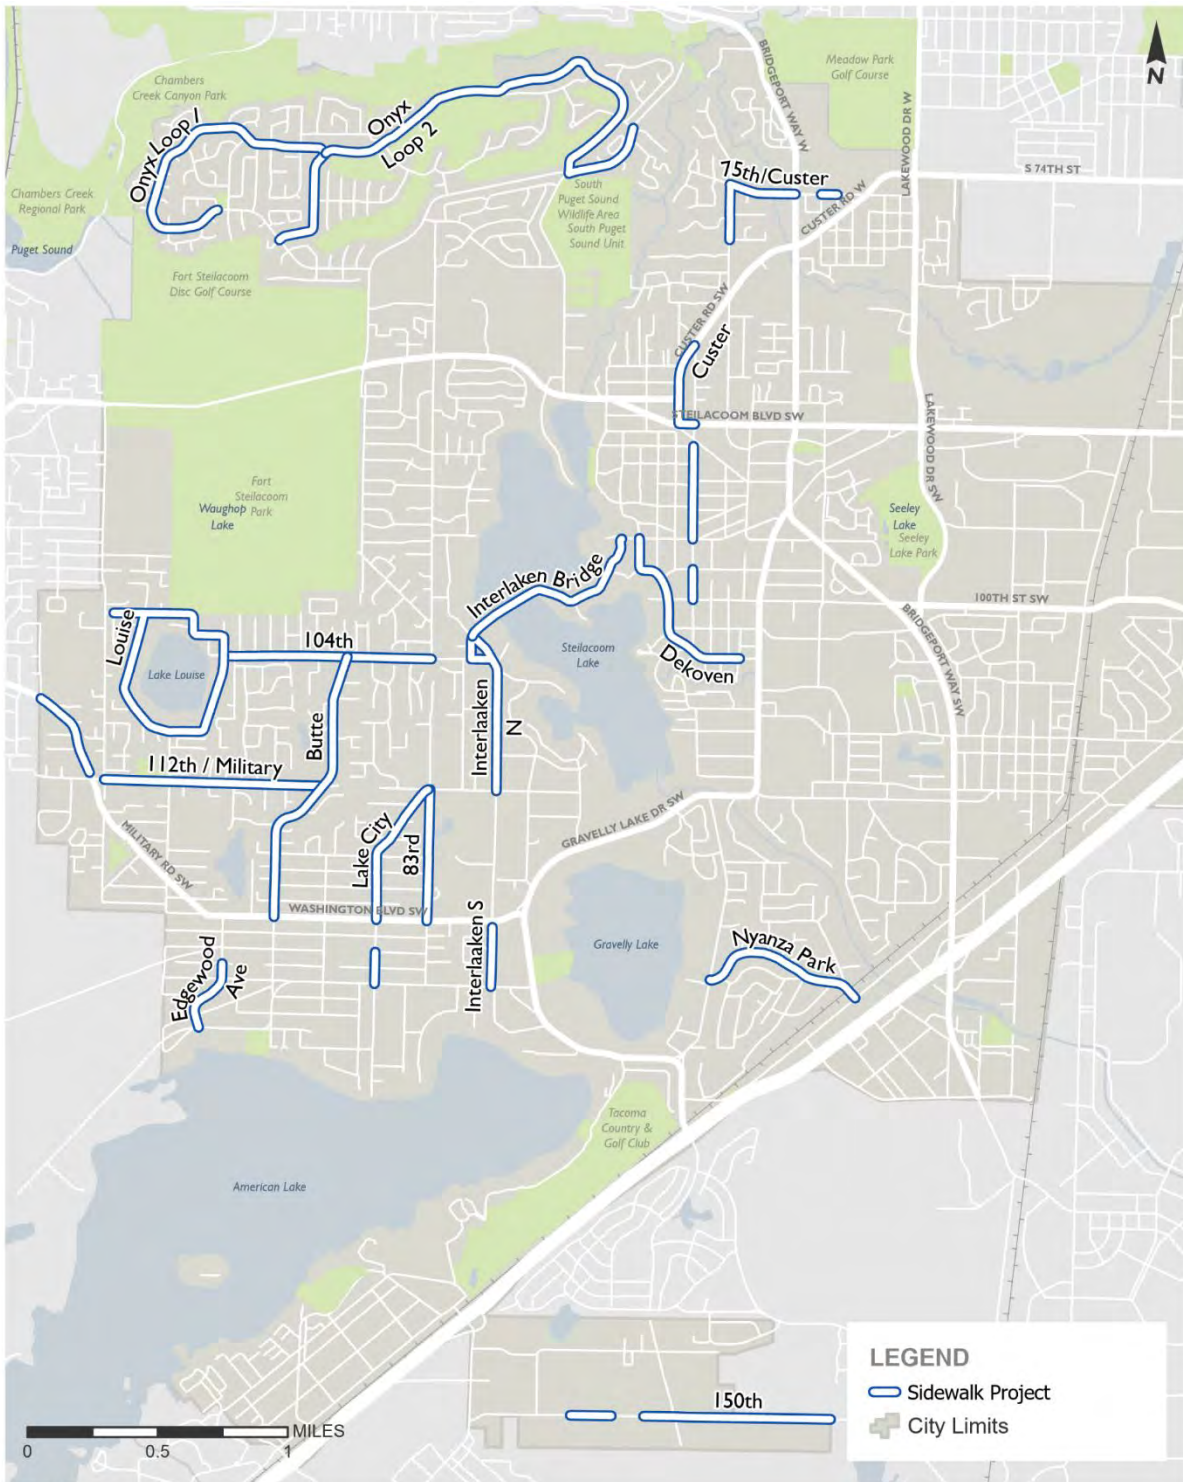 Meadow Park
Golf Course
N
BRIDGEPORT WAY W
LAKEWOOD DR W
Chambers
Creek Canyon Park
Onyx Loop 1
Onyx
Loop 2
S 74TH ST
75th/Custer
Chambers Creek
Regional Park
South
Puget Sound
Wildlife Area
South Puget
Sound Unit
CUSTER RD W
Puget Sound
Fort Steilacoom
Disc Golf Course
CUSTER RD SW
Custer
STEILACOOM BLVD SW
LAKEWOOD DR SW
Fort
Steilacoom
Park
Waughop
Lake
Seeley
Lake
Seeley
Lake Park
Interlaken Bridge
100TH ST SW
BRIDGEPORT WAY SW
Louise
104th
Steilacoom
Lake
Dekoven
Lake Louise
Butte
Interlaaken
N
112th / Military
MILITARY RD SW
Lake City
83rd
GRAVELLY LAKE DR SW
WASHINGTON BLVD SW
Interlaaken S
Gravelly Lake
Nyanza Park
Edgewood
Ave
Tacoma
Country &
Golf Club
American Lake
LEGEND
Sidewalk Project
City Limits
150th
MILES
0 0.5 1